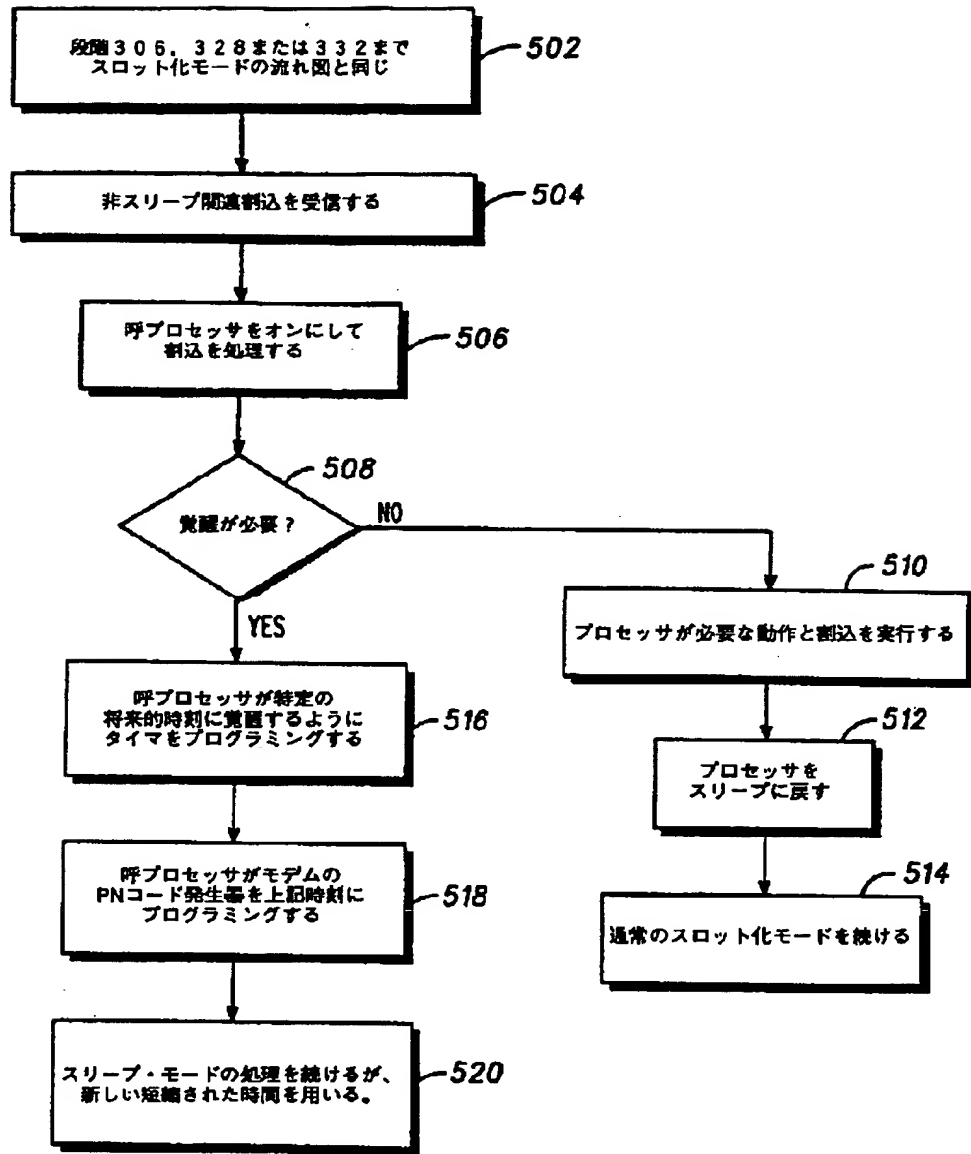 段階306,328または332まで
スロット化モードの流れ図と同じ
502
非スリープ関連割込を受信する
504
呼プロセッサをオンにして
割込を処理する
506
508
覚醒が必要?
NO
YES
510
プロセッサが必要な動作と割込を実行する
512
プロセッサを
スリープに戻す
514
通常のスロット化モードを続ける
呼プロセッサが特定の
将来的時刻に覚醒するように
タイマをプログラミングする
516
呼プロセッサがモデムの
PNコード発生器を上記時刻に
プログラミングする
518
スリープ・モードの処理を続けるが、
新しい短縮された時間を用いる。
520